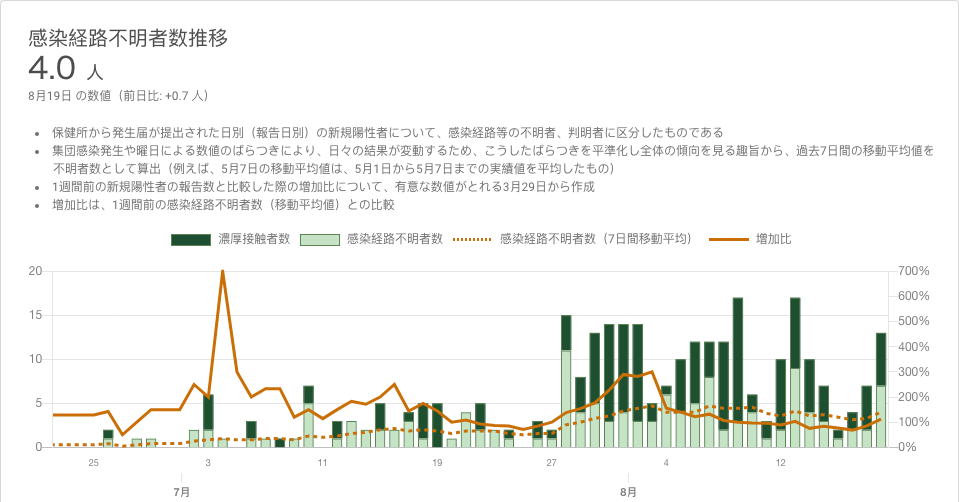 感染経路不明者数推移
4.0 人
8月19日 の数値（前日比: +0.7 人）
• 保健所から発生届が提出された日別（報告日別）の新規陽性者について、感染経路等の不明者、判明者に区分したものである
• 集団感染発生や曜日による数値のばらつきにより、日々の結果が変動するため、こうしたばらつきを平準化し全体の傾向を見る趣旨から、過去7日間の移動平均値を
不明者数として算出（例えば、5月7日の移動平均値は、5月1日から5月7日までの実績値を平均したもの）
• 1週間前の新規陽性者の報告数と比較した際の増加比について、有意な数値がとれる3月29日から作成
• 増加比は、1週間前の感染経路不明者数（移動平均値）との比較
濃厚接触者数 感染経路不明者数 感染経路不明者数（7日間移動平均） 増加比
20 700%
600%
15 500%
400%
10 300%
5 200%
100%
0 0%
25 3 11 19 27 4 12
7月 8月